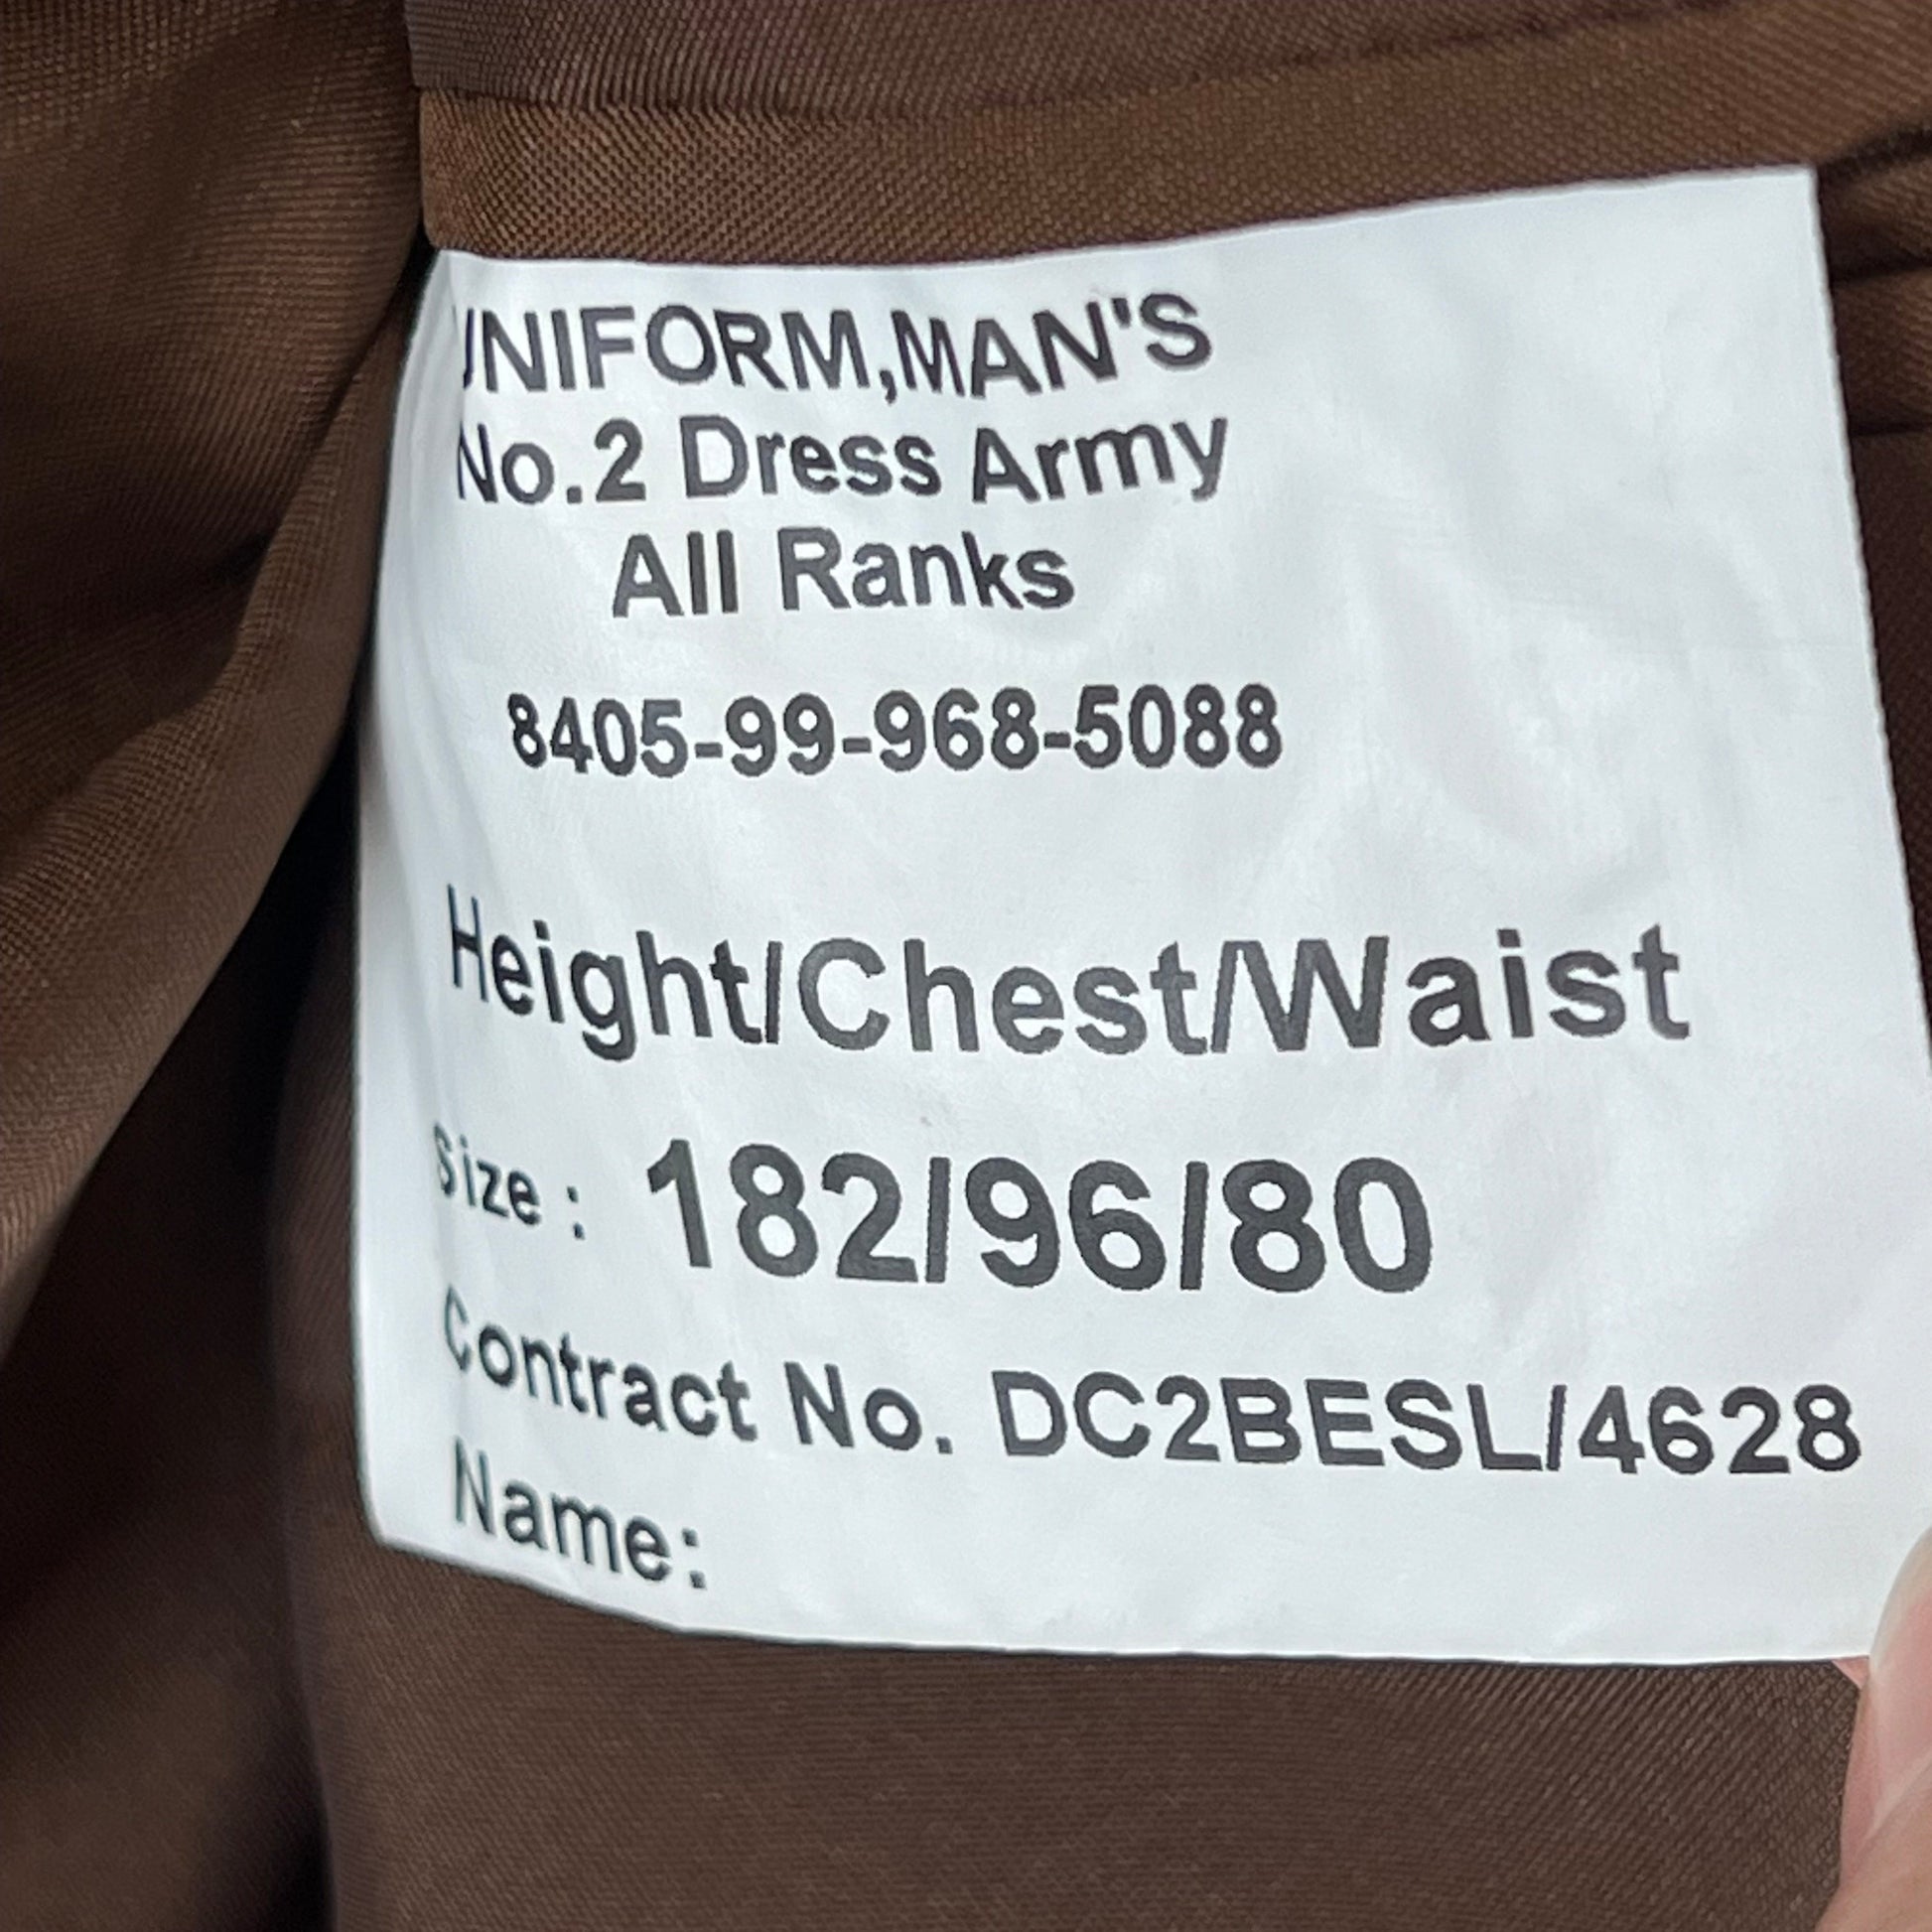 UNIFORM,MAN'S
No.2 Dress Army
All Ranks
8405-99-968-5088
Height/Chest/Waist
Size : 182/96/80
Contract No. DC2BESL/4628
Name: